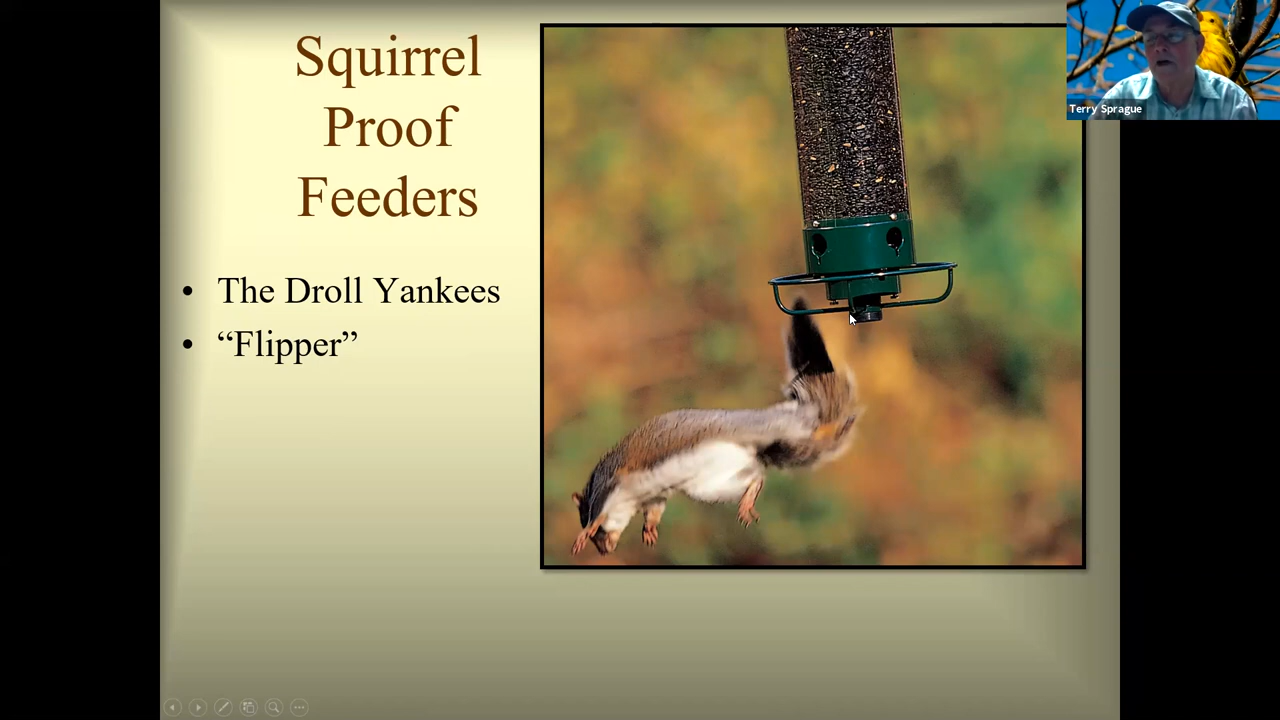 Squirrel
Proof
Feeders
• The Droll Yankees
• “Flipper”
Terry Sprague